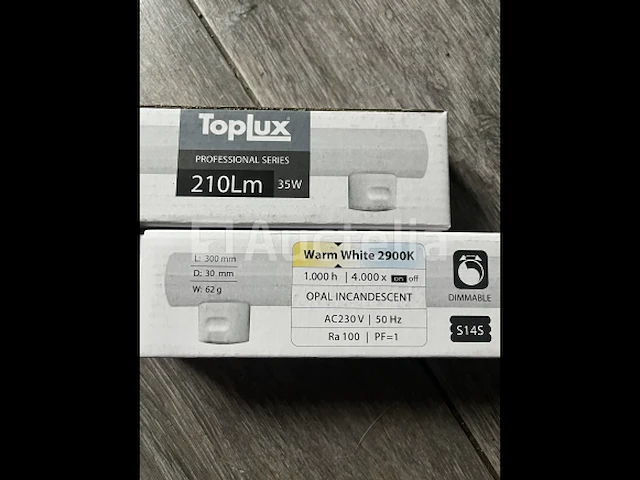 TOPLUX
PROFESSIONAL SERIES
210Lm 35W
Auctelia
L: 300 mm
D: 30 mm
W: 62 g
Warm White 2900K
1.000 h | 4.000 x on off
OPAL INCANDESCENT
AC230 V | 50 Hz
Ra 100 | PF=1
DIMMABLE
S14S